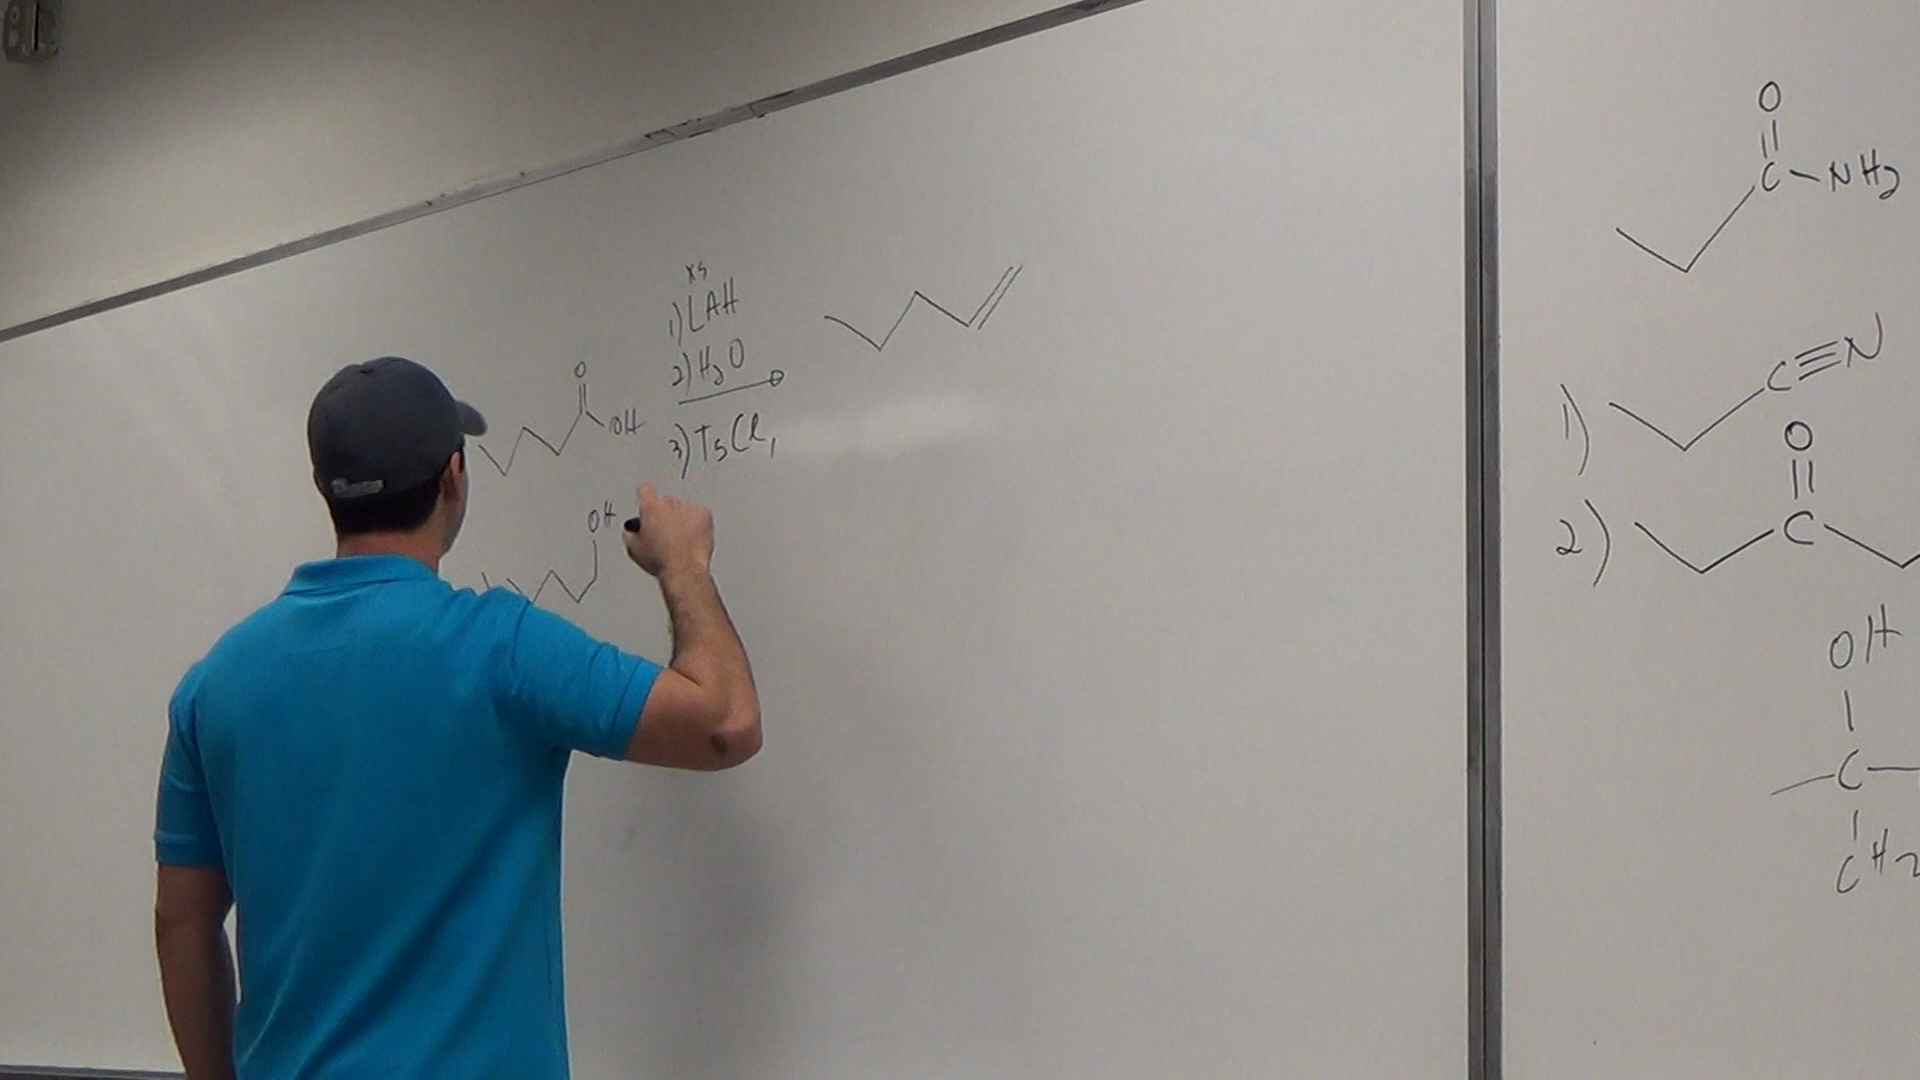 xs
1) LAH
2) H2O
3) TsCl,
O
OH
OH
O
C-NH2
1) C≡N
O
2) C
OH
C
CH2